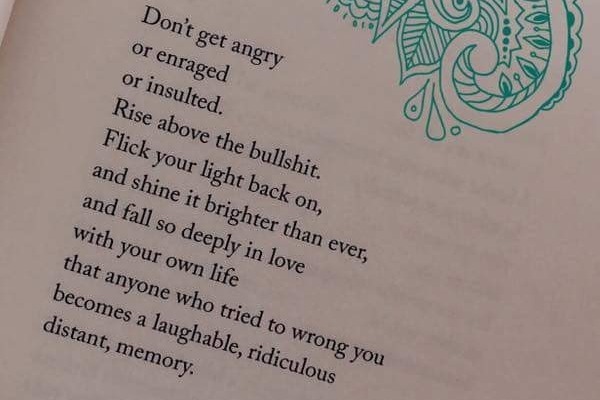 Don't get angry
or enraged
or insulted.
Rise above the bullshit.
Flick your light back on,
and shine it brighter than ever,
and fall so deeply in love
with your own life
that anyone who tried to wrong you
becomes a laughable, ridiculous
distant, memory.